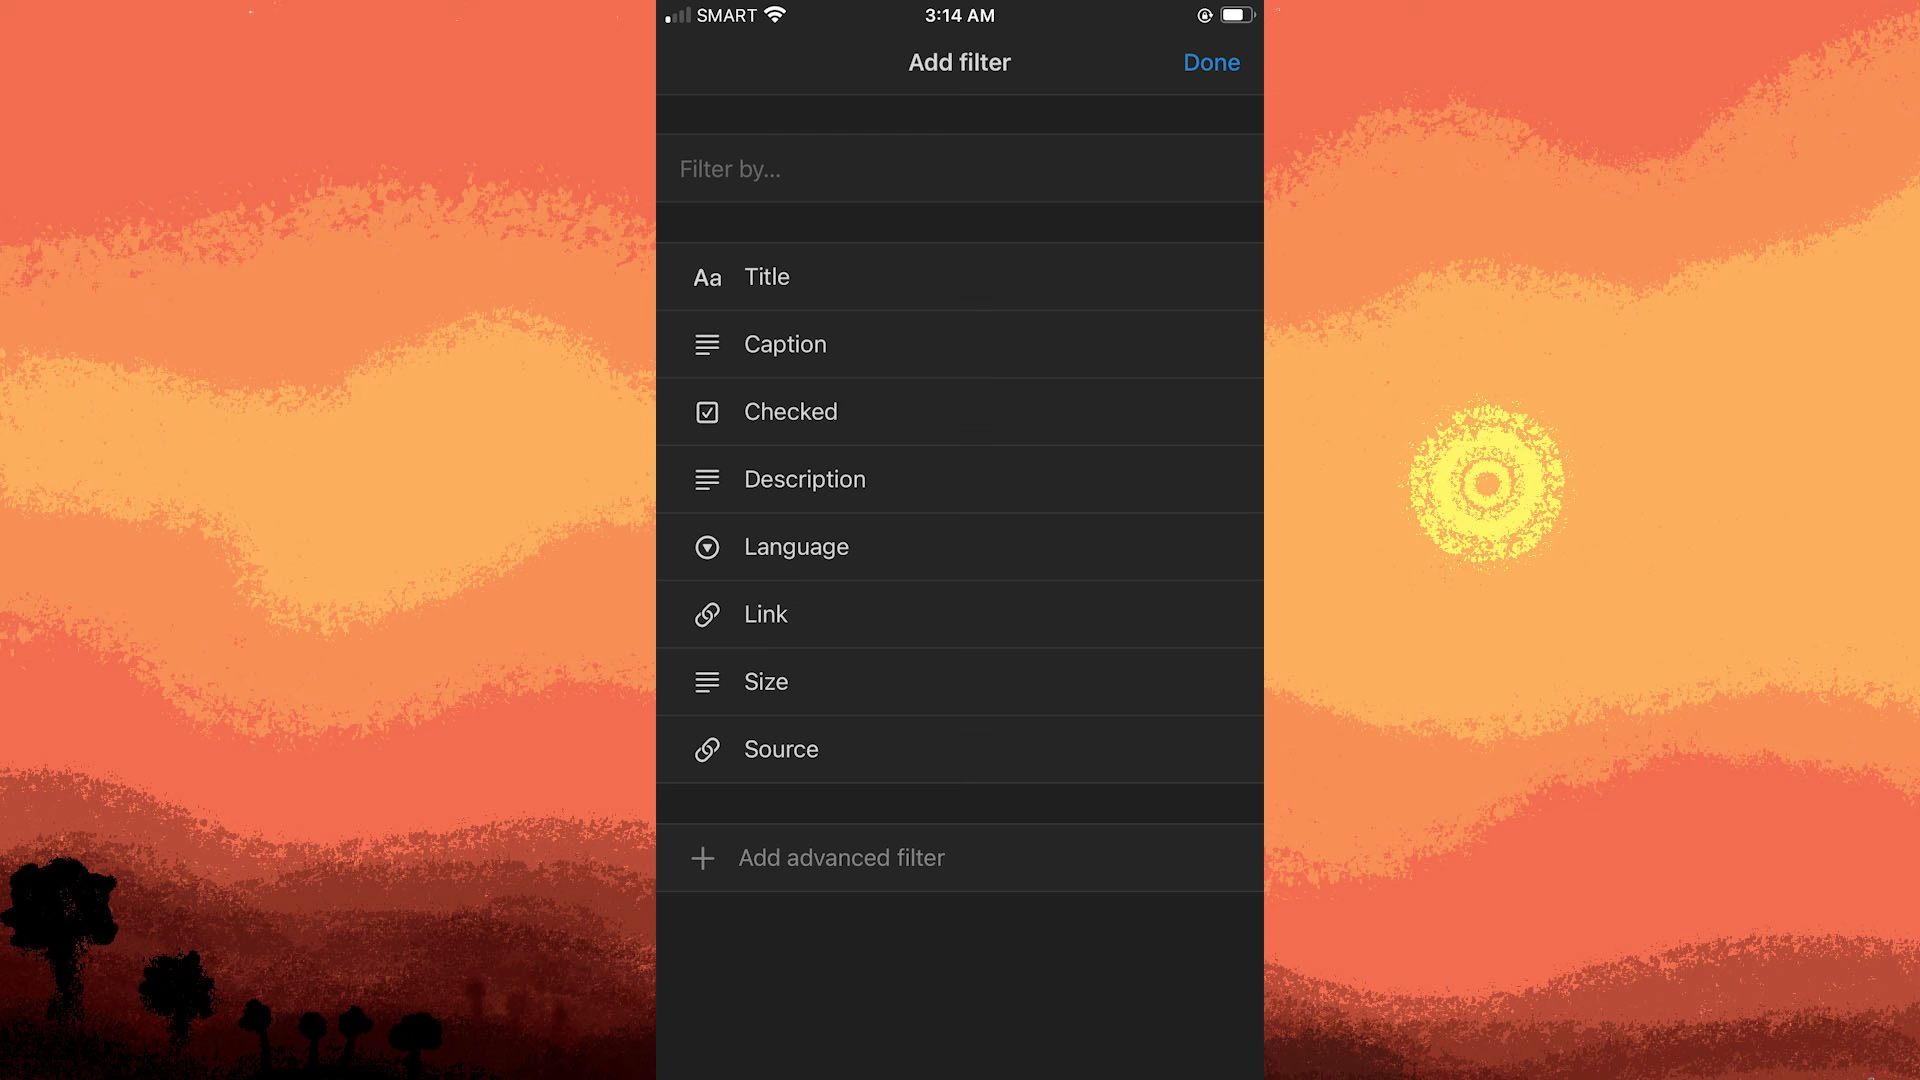 SMART
3:14 AM
Add filter
Done
Filter by...
Aa Title
Caption
Checked
Description
Language
Link
Size
Source
Add advanced filter